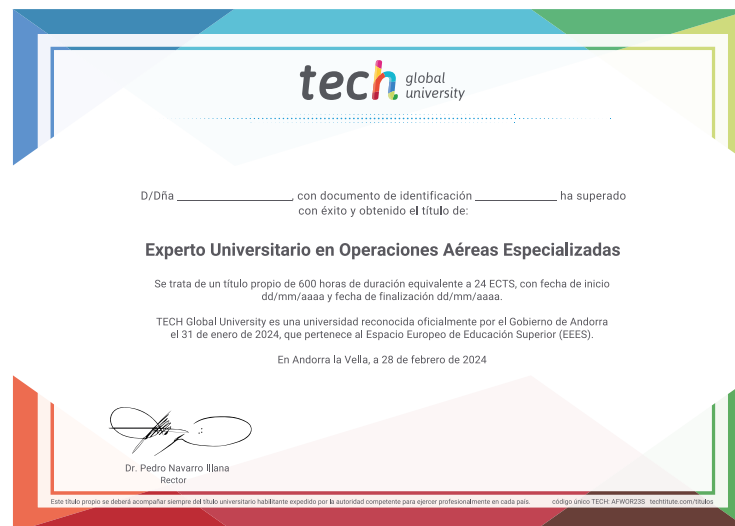 tech global university
D/Dña ____________________, con documento de identificación ______________ ha superado
con éxito y obtenido el título de:
Experto Universitario en Operaciones Aéreas Especializadas
Se trata de un título propio de 600 horas de duración equivalente a 24 ECTS, con fecha de inicio
dd/mm/aaaa y fecha de finalización dd/mm/aaaa.
TECH Global University es una universidad reconocida oficialmente por el Gobierno de Andorra
el 31 de enero de 2024, que pertenece al Espacio Europeo de Educación Superior (EEES).
En Andorra la Vella, a 28 de febrero de 2024
Dr. Pedro Navarro Illana
Rector
Este título propio se deberá acompañar siempre del título universitario habilitante expedido por la autoridad competente para ejercer profesionalmente en cada país. código único TECH: AFWOR23S techtitute.com/titulos